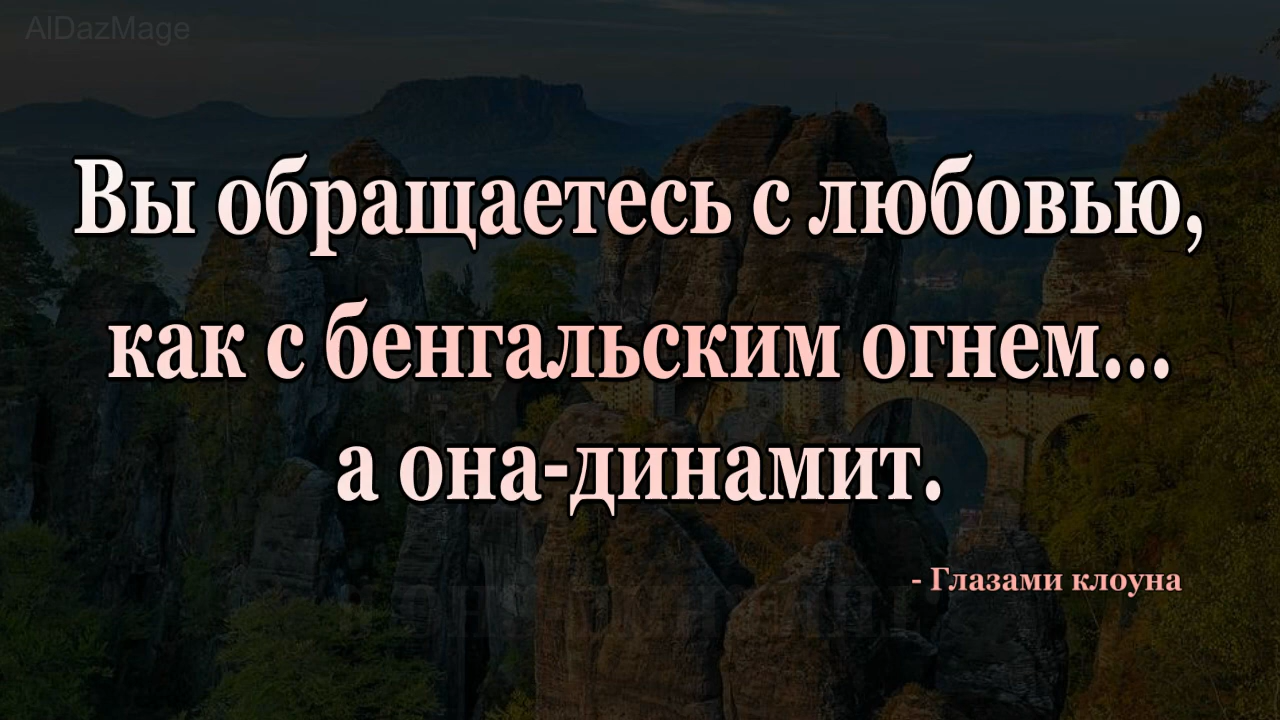 AlDazMage
Вы обращаетесь с любовью,
как с бенгальским огнем...
а она-динамит.
- Глазами клоуна